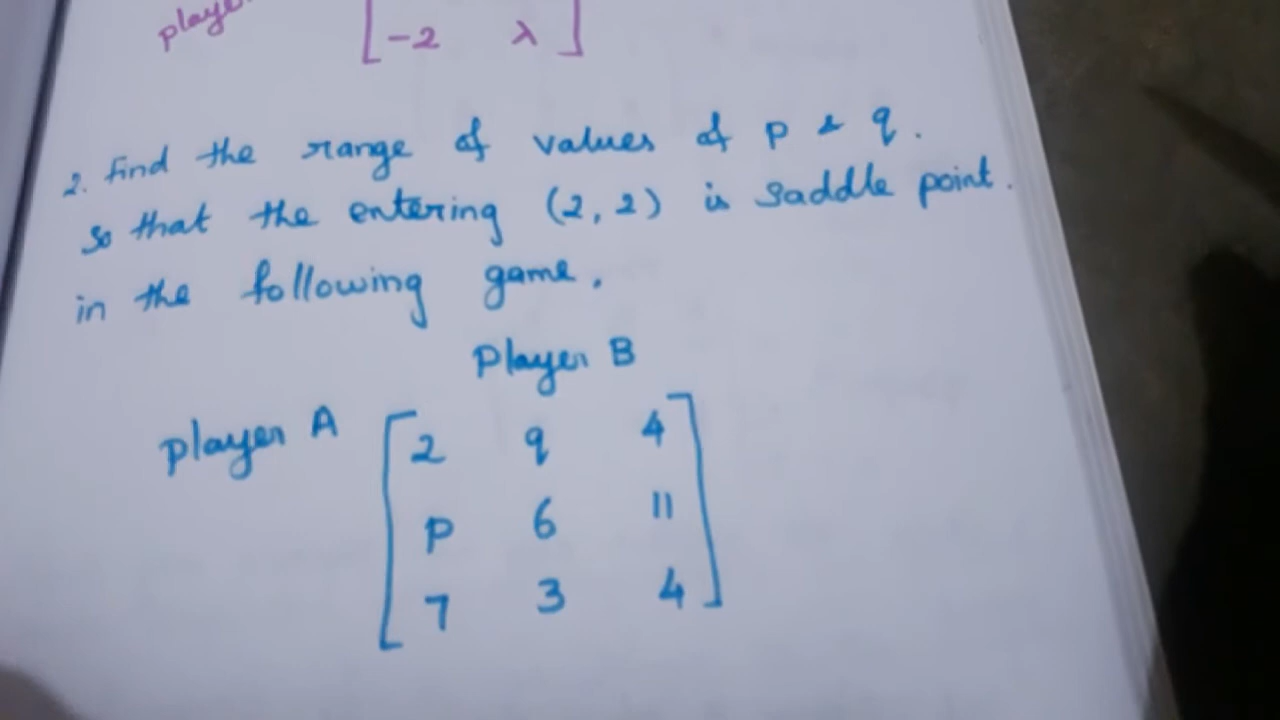 player
-2 λ
2. Find the range of values of P & q.
so that the entering (2, 2) is saddle point.
in the following game.
Player B
player A
2 q 4
P 6 11
7 3 4